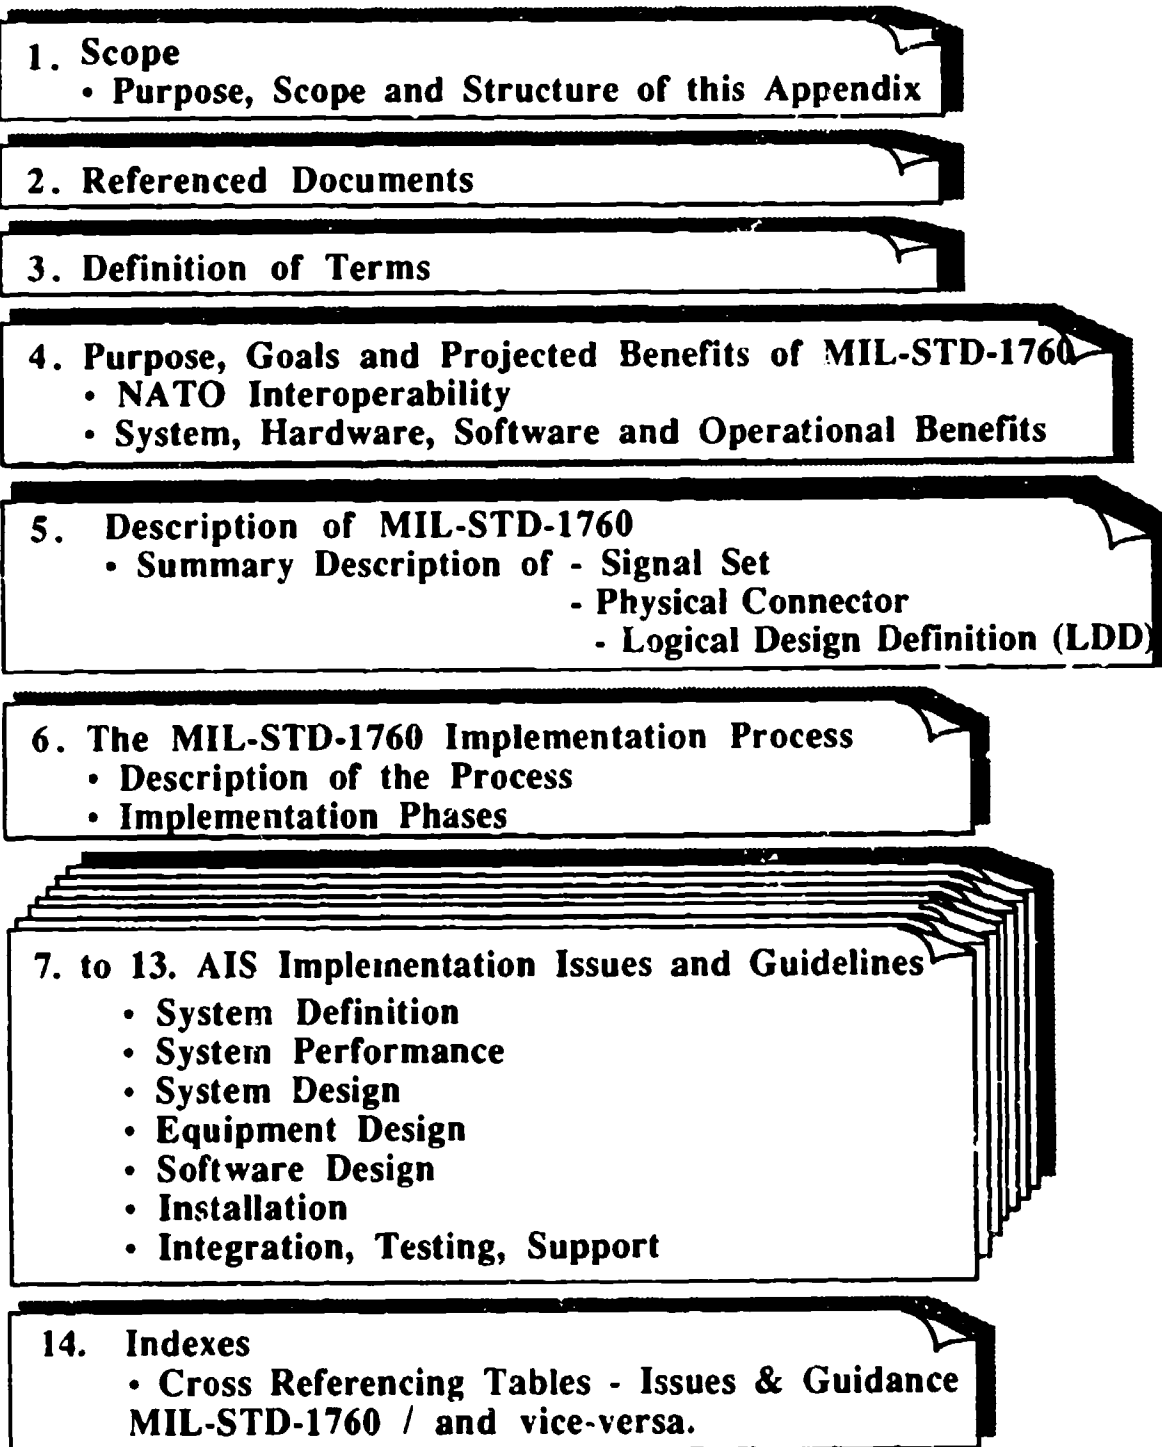 1. Scope
• Purpose, Scope and Structure of this Appendix
2. Referenced Documents
3. Definition of Terms
4. Purpose, Goals and Projected Benefits of MIL-STD-1760
• NATO Interoperability
• System, Hardware, Software and Operational Benefits
5. Description of MIL-STD-1760
• Summary Description of - Signal Set
- Physical Connector
- Logical Design Definition (LDD)
6. The MIL-STD-1760 Implementation Process
• Description of the Process
• Implementation Phases
7. to 13. AIS Implementation Issues and Guidelines
• System Definition
• System Performance
• System Design
• Equipment Design
• Software Design
• Installation
• Integration, Testing, Support
14. Indexes
• Cross Referencing Tables - Issues & Guidance
MIL-STD-1760 / and vice-versa.